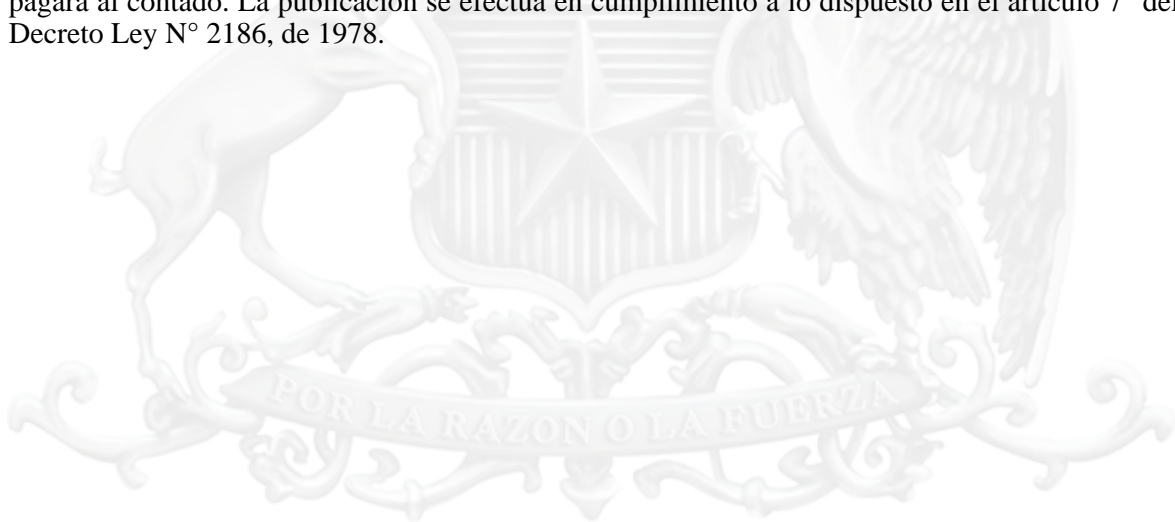 pagará al contado. La publicación se efectúa en cumplimiento a lo dispuesto en el artículo 7° del
Decreto Ley N° 2186, de 1978.
POR LA RAZON O LA FUERZA